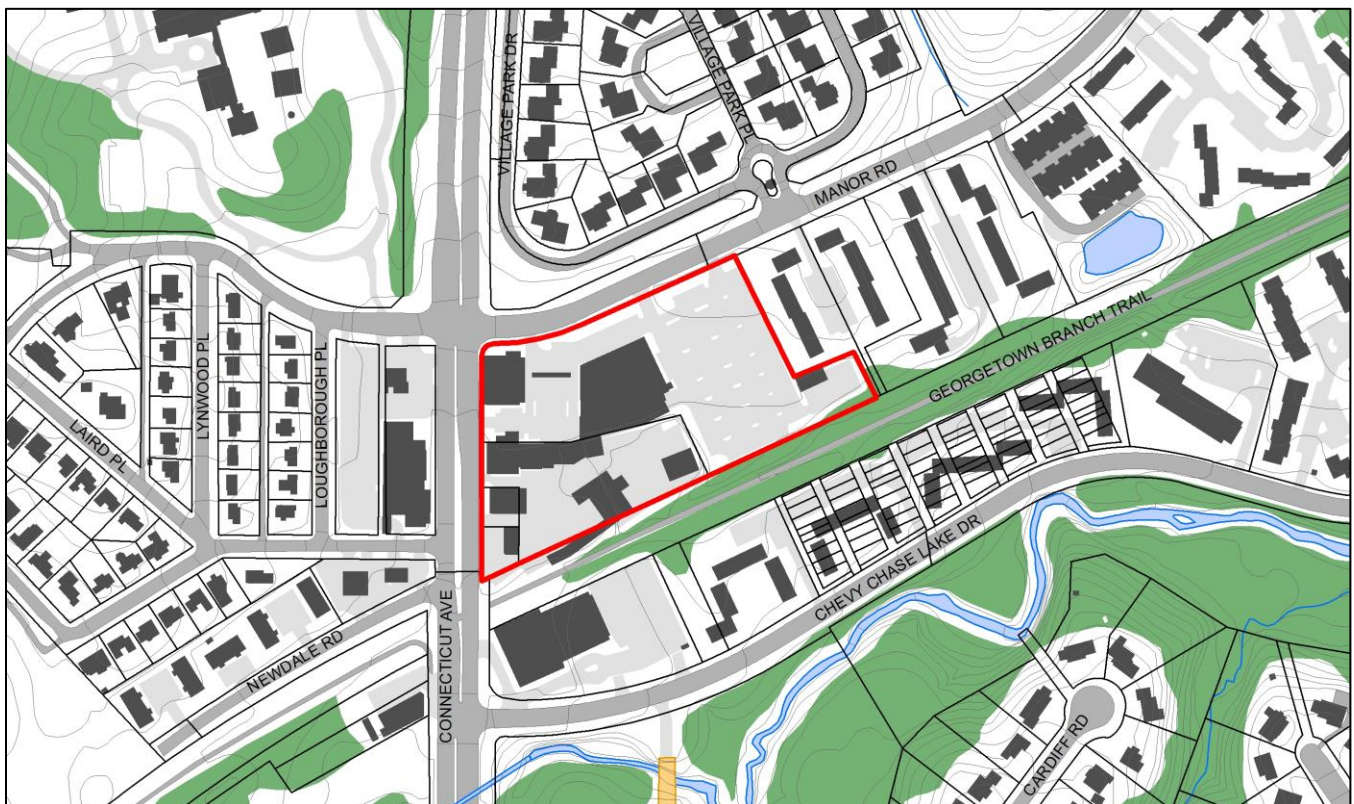 VILLAGE PARK DR
VILLAGE PARK PL
MANOR RD
LYNWOOD PL
LOUGHBOROUGH PL
LAIRD PL
GEORGETOWN BRANCH TRAIL
CHEVY CHASE LAKE DR
NEWDALE RD
CONNECTICUT AVE
CARDIFF RD